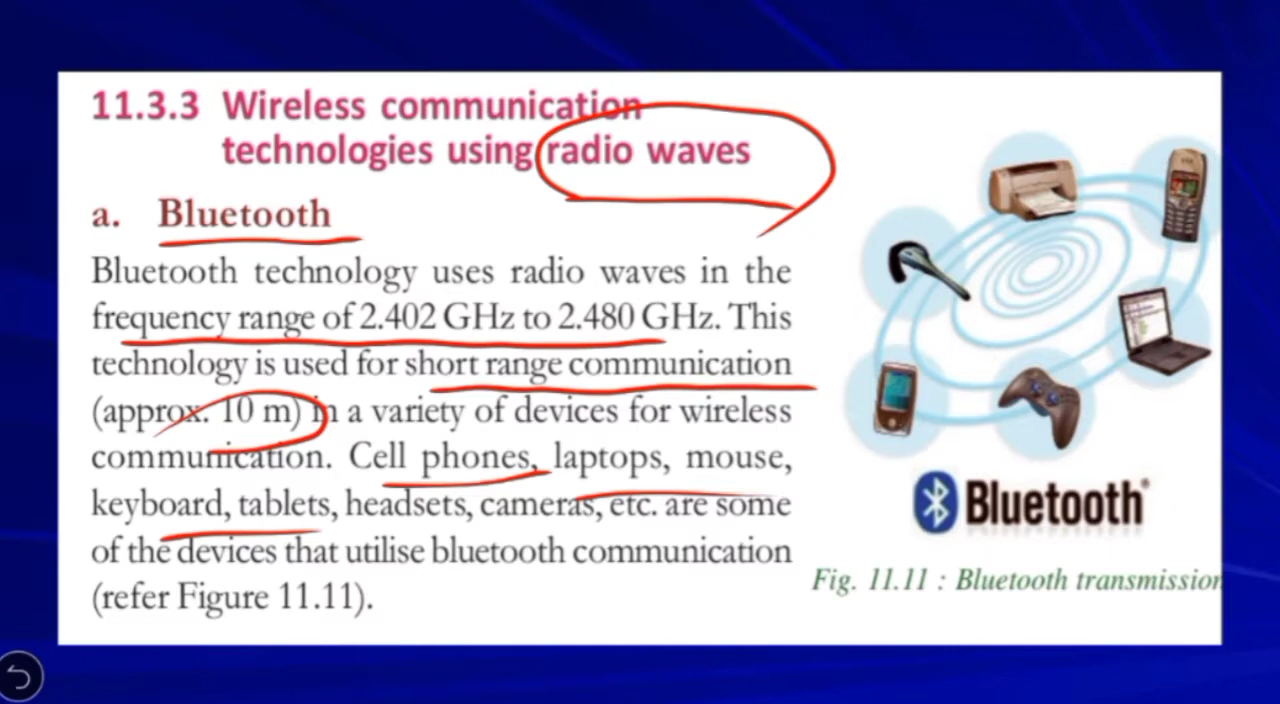 11.3.3 Wireless communication
technologies using radio waves
a. Bluetooth
Bluetooth technology uses radio waves in the
frequency range of 2.402 GHz to 2.480 GHz. This
technology is used for short range communication
(approx. 10 m) in a variety of devices for wireless
communication. Cell phones, laptops, mouse,
keyboard, tablets, headsets, cameras, etc. are some
of the devices that utilise bluetooth communication
(refer Figure 11.11).
Bluetooth®
Fig. 11.11 : Bluetooth transmission